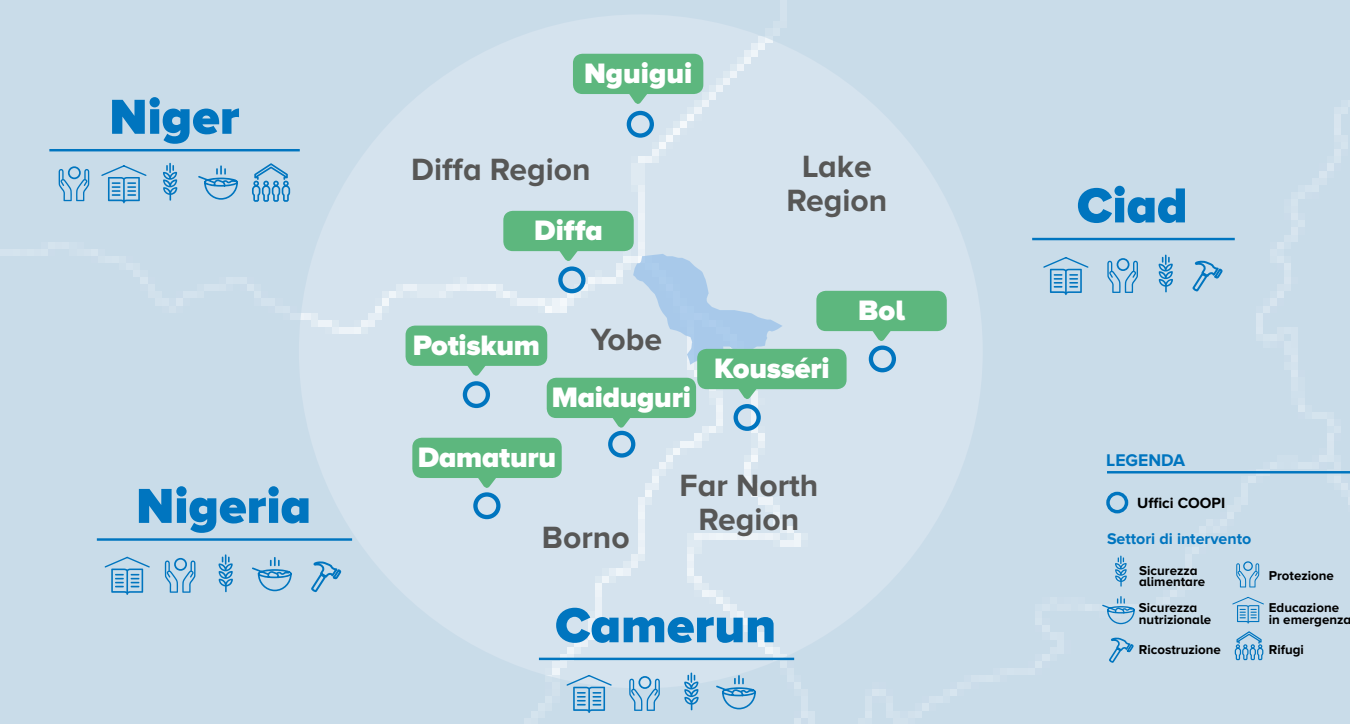 Nguigui
Niger
Diffa Region
Lake
Region
Ciad
Diffa
Bol
Potiskum
Yobe
Kousséri
Maiduguri
Damaturu
Far North
Region
Nigeria
Borno
Camerun
LEGENDA
Uffici COOPI
Settori di intervento
Sicurezza
alimentare
Protezione
Sicurezza
nutrizionale
Educazione
in emergenza
Ricostruzione
Rifugi